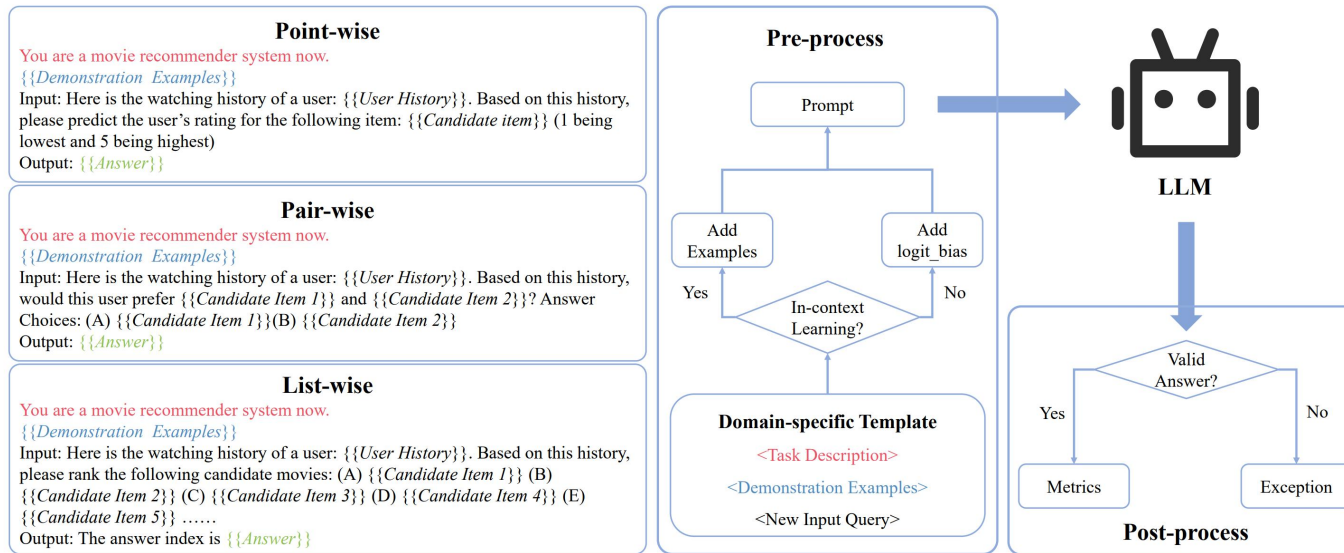 Point-wise
You are a movie recommender system now.
{{Demonstration Examples}}
Input: Here is the watching history of a user: {{User History}}. Based on this history,
please predict the user's rating for the following item: {{Candidate item}} (1 being
lowest and 5 being highest)
Output: {{Answer}}
Pair-wise
You are a movie recommender system now.
{{Demonstration Examples}}
Input: Here is the watching history of a user: {{User History}}. Based on this history,
would this user prefer {{Candidate Item 1}} and {{Candidate Item 2}}? Answer
Choices: (A) {{Candidate Item 1}}(B) {{Candidate Item 2}}
Output: {{Answer}}
List-wise
You are a movie recommender system now.
{{Demonstration Examples}}
Input: Here is the watching history of a user: {{User History}}. Based on this history,
please rank the following candidate movies: (A) {{Candidate Item 1}} (B)
{{Candidate Item 2}} (C) {{Candidate Item 3}} (D) {{Candidate Item 4}} (E)
{{Candidate Item 5}} ......
Output: The answer index is {{Answer}}
Pre-process
Prompt
Add
Examples
Add
logit_bias
Yes
No
In-context
Learning?
Domain-specific Template
<Task Description>
<Demonstration Examples>
<New Input Query>
LLM
Valid
Answer?
Yes
No
Metrics
Exception
Post-process